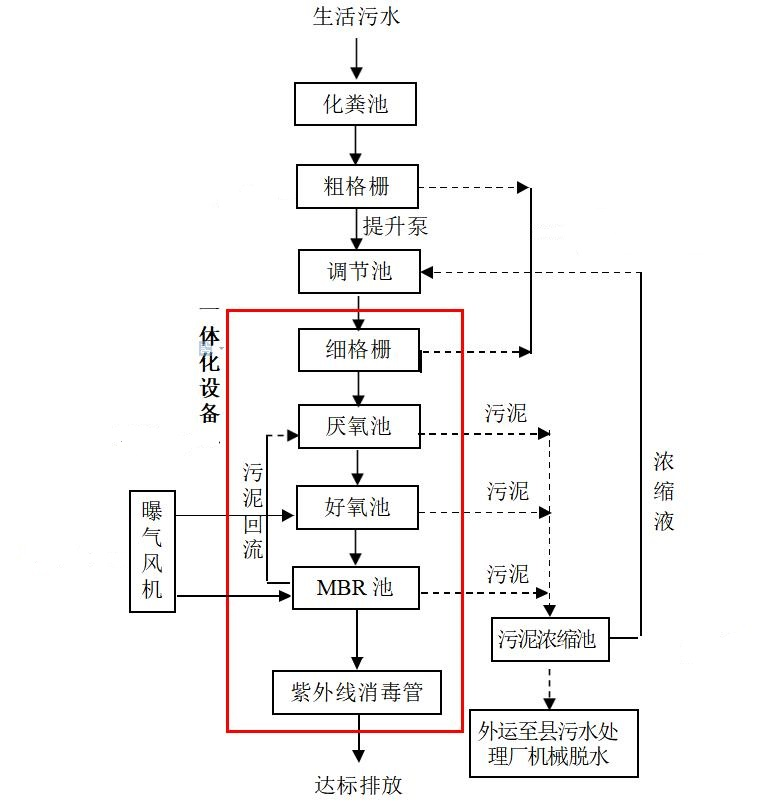 生活污水
化粪池
粗格栅
提升泵
调节池
一体化设备
细格栅
厌氧池
污泥
污泥回流
浓缩液
曝气风机
好氧池
污泥
MBR 池
污泥
污泥浓缩池
紫外线消毒管
外运至县污水处
理厂机械脱水
达标排放